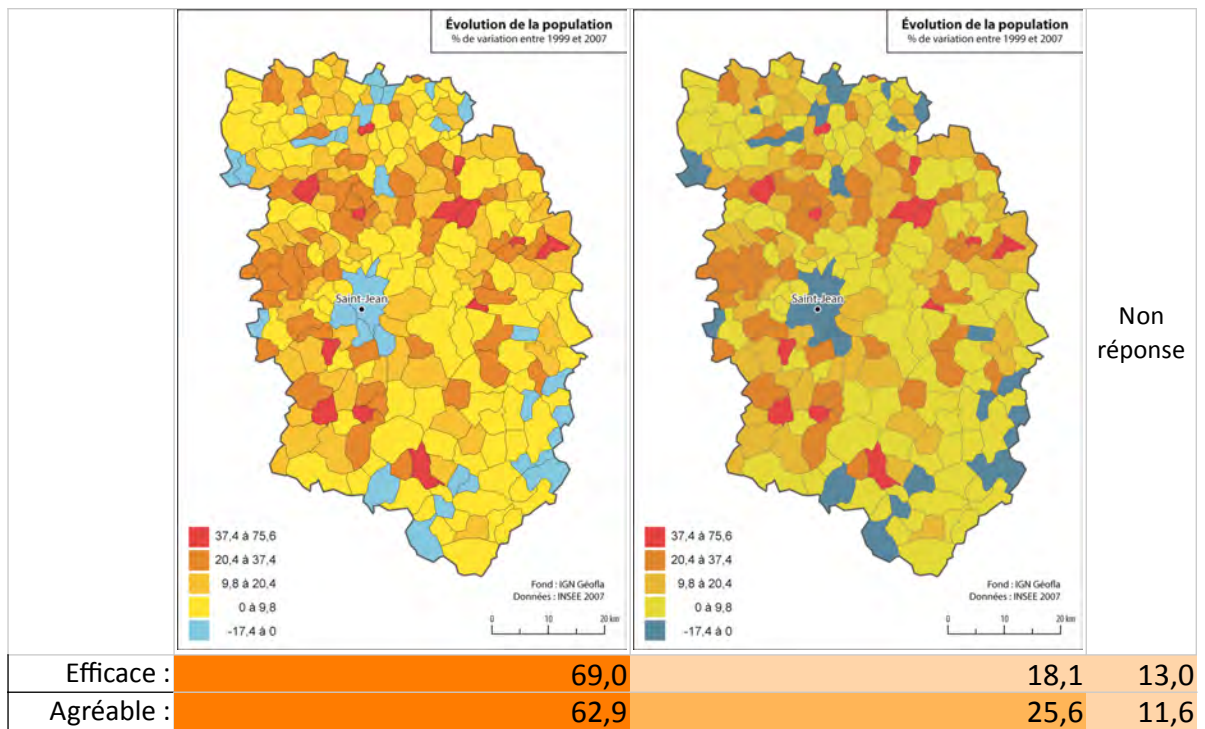 Évolution de la population
% de variation entre 1999 et 2007
Saint-Jean
37,4 à 75,6
20,4 à 37,4
9,8 à 20,4
0 à 9,8
-17,4 à 0
Fond : IGN Géofla
Données : INSEE 2007
0 10 20 km
Évolution de la population
% de variation entre 1999 et 2007
Saint-Jean
37,4 à 75,6
20,4 à 37,4
9,8 à 20,4
0 à 9,8
-17,4 à 0
Fond : IGN Géofla
Données : INSEE 2007
0 10 20 km
Non
réponse
Efficace : 69,0 18,1 13,0
Agréable : 62,9 25,6 11,6